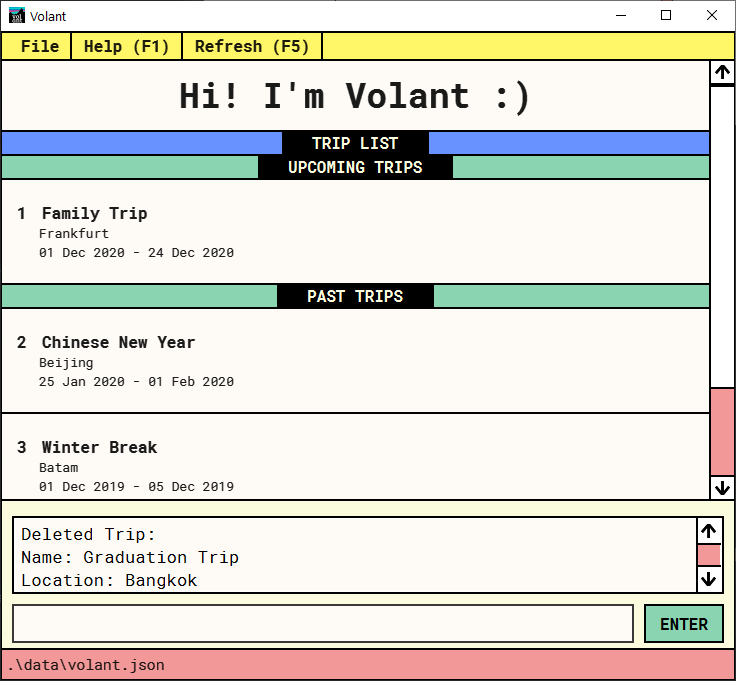 Volant
File Help (F1) Refresh (F5)
Hi! I'm Volant :)
TRIP LIST
UPCOMING TRIPS
1 Family Trip
Frankfurt
01 Dec 2020 - 24 Dec 2020
PAST TRIPS
2 Chinese New Year
Beijing
25 Jan 2020 - 01 Feb 2020
3 Winter Break
Batam
01 Dec 2019 - 05 Dec 2019
Deleted Trip:
Name: Graduation Trip
Location: Bangkok
ENTER
.\data\volant.json